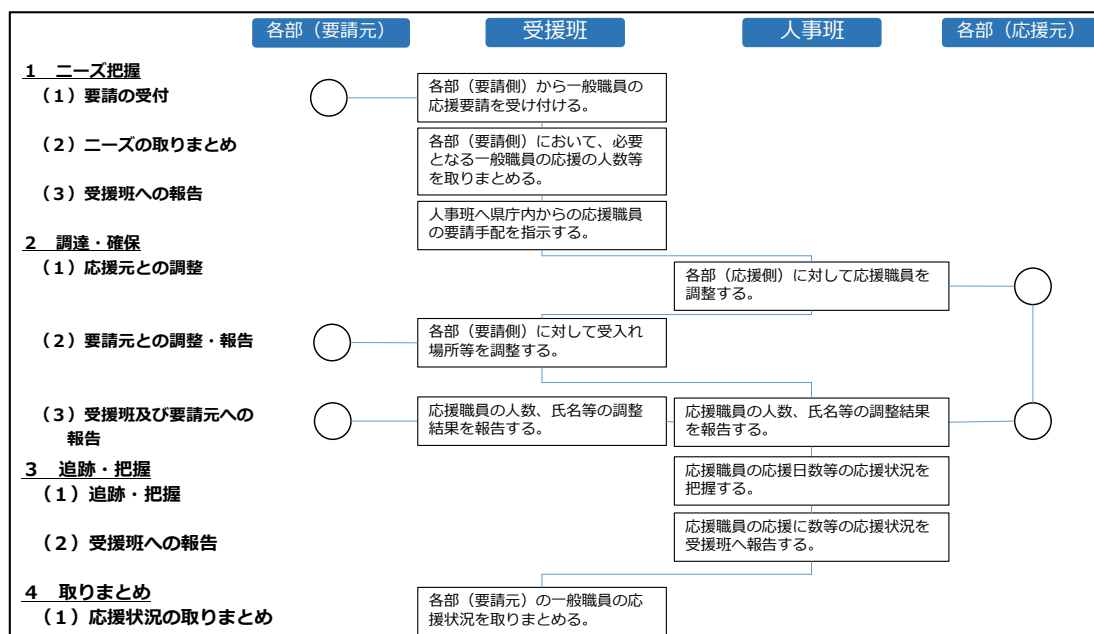 各部（要請元）
受援班
人事班
各部（応援元）
１　ニーズ把握
（１）要請の受付
各部（要請側）から一般職員の
応援要請を受け付ける。
（２）ニーズの取りまとめ
各部（要請側）において、必要
となる一般職員の応援の人数等
を取りまとめる。
（３）受援班への報告
人事班へ県庁内からの応援職員
の要請手配を指示する。
２　調達・確保
（１）応援元との調整
各部（応援側）に対して応援職員を
調整する。
（２）要請元との調整・報告
各部（要請側）に対して受入れ
場所等を調整する。
（３）受援班及び要請元への
報告
応援職員の人数、氏名等の調整
結果を報告する。
応援職員の人数、氏名等の調整結果
を報告する。
３　追跡・把握
（１）追跡・把握
応援職員の応援日数等の応援状況を
把握する。
（２）受援班への報告
応援職員の応援に数等の応援状況を
受援班へ報告する。
４　取りまとめ
（１）応援状況の取りまとめ
各部（要請元）の一般職員の応
援状況を取りまとめる。